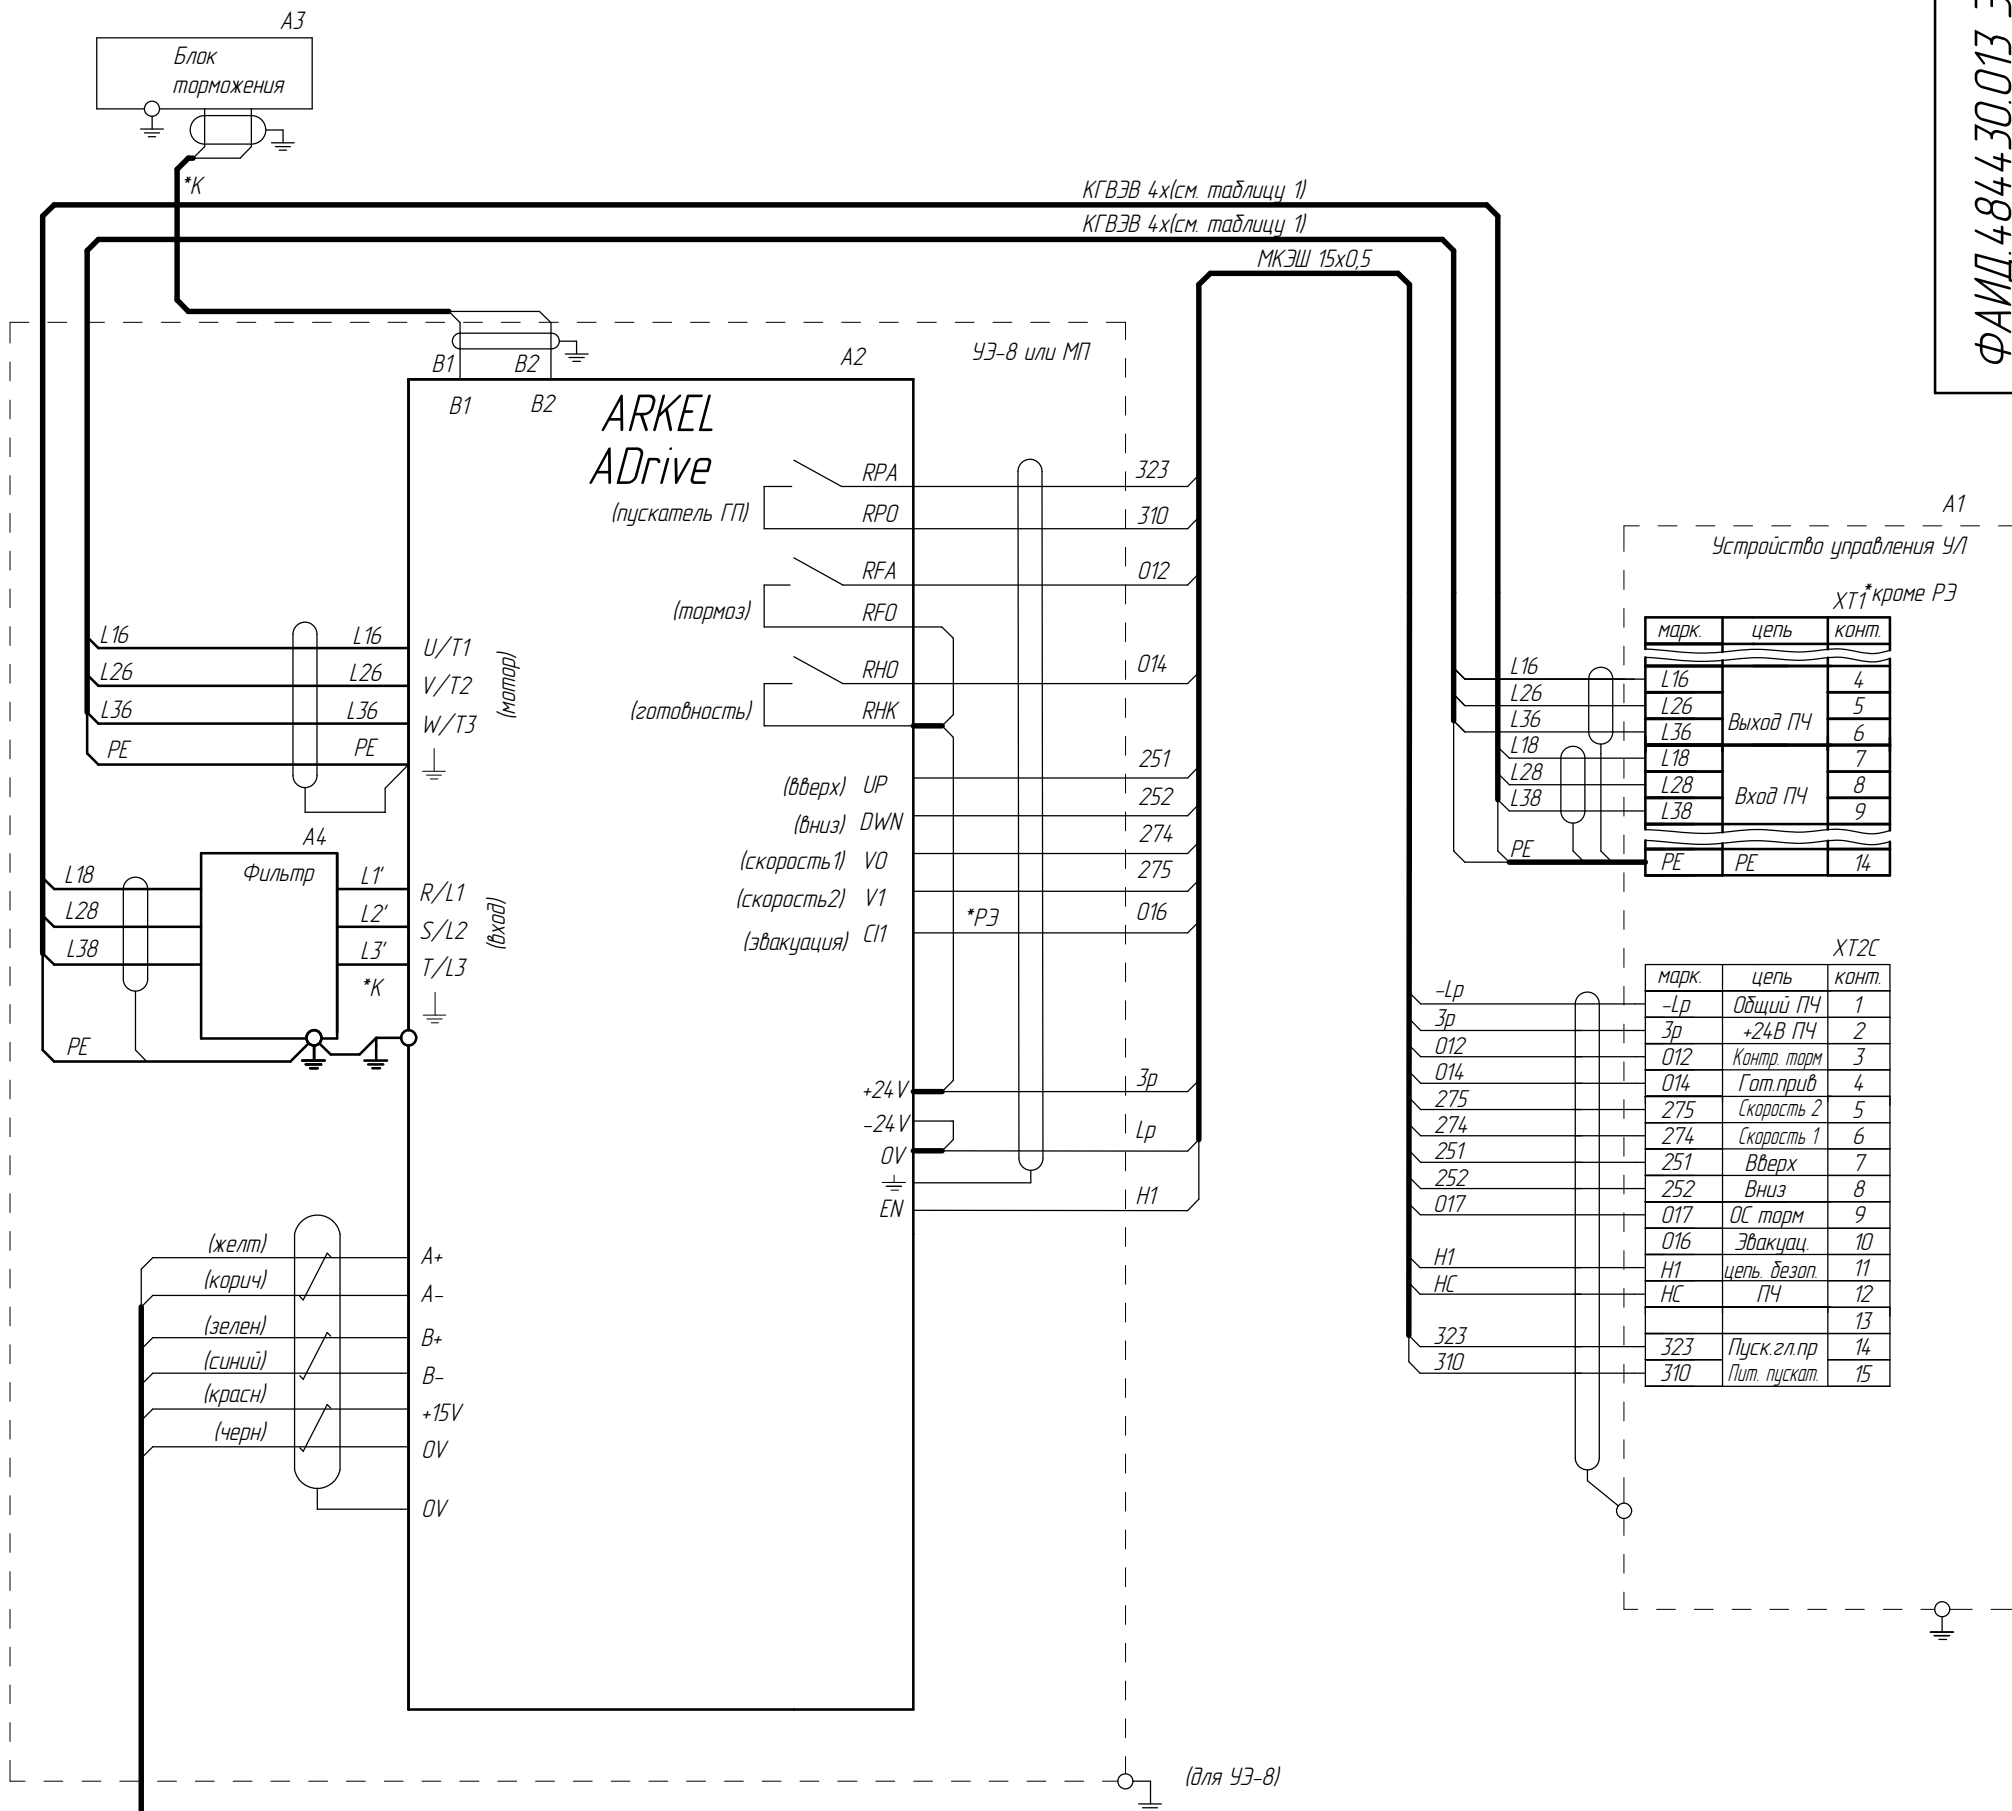 A3
Блок
торможения
*К
КГВЭВ 4х(см. таблицу 1)
КГВЭВ 4х(см. таблицу 1)
МКЭШ 15х0,5
ФАИД.484430.013
УЭ-8 или МП
A2
B1 B2
B1 B2
ARKEL
ADrive
RPA 323
(пускатель ГП) RPO 310
RFA 012
(тормоз) RFO
RHO 014
(готовность) RHK
(вверх) UP 251
(вниз) DWN 252
(скорость1) V0 274
(скорость2) V1 275
(эвакуация) CI1 *РЭ 016
+24V 3р
-24V
0V Lр
EN H1
L16 L16 U/T1
L26 L26 V/T2
L36 L36 W/T3
(мотор)
PE PE
A4
Фильтр
L18 L1' R/L1
L28 L2' S/L2
L38 L3' T/L3
(вход)
*К
PE
(желт) A+
(корич) A-
(зелен) B+
(синий) B-
(красн) +15V
(черн) 0V
0V
A1
Устройство управления УЛ
*кроме РЭ
XT1
марк. цепь конт.
L16 L16 4
L26 L26 5
L36 L36 Выход ПЧ 6
L18 L18 7
L28 L28 8
L38 L38 Вход ПЧ 9
PE PE PE 14
XT2C
марк. цепь конт.
-Lр -Lр Общий ПЧ 1
3р 3р +24В ПЧ 2
012 012 Контр. торм 3
014 014 Гот.прив 4
275 275 Скорость 2 5
274 274 Скорость 1 6
251 251 Вверх 7
252 252 Вниз 8
017 017 ОС торм 9
016 Эвакуац. 10
H1 H1 цепь. безоп. 11
НС НС ПЧ 12
13
323 323 Пуск.гл.пр 14
310 310 Пит. пускат. 15
(для УЭ-8)